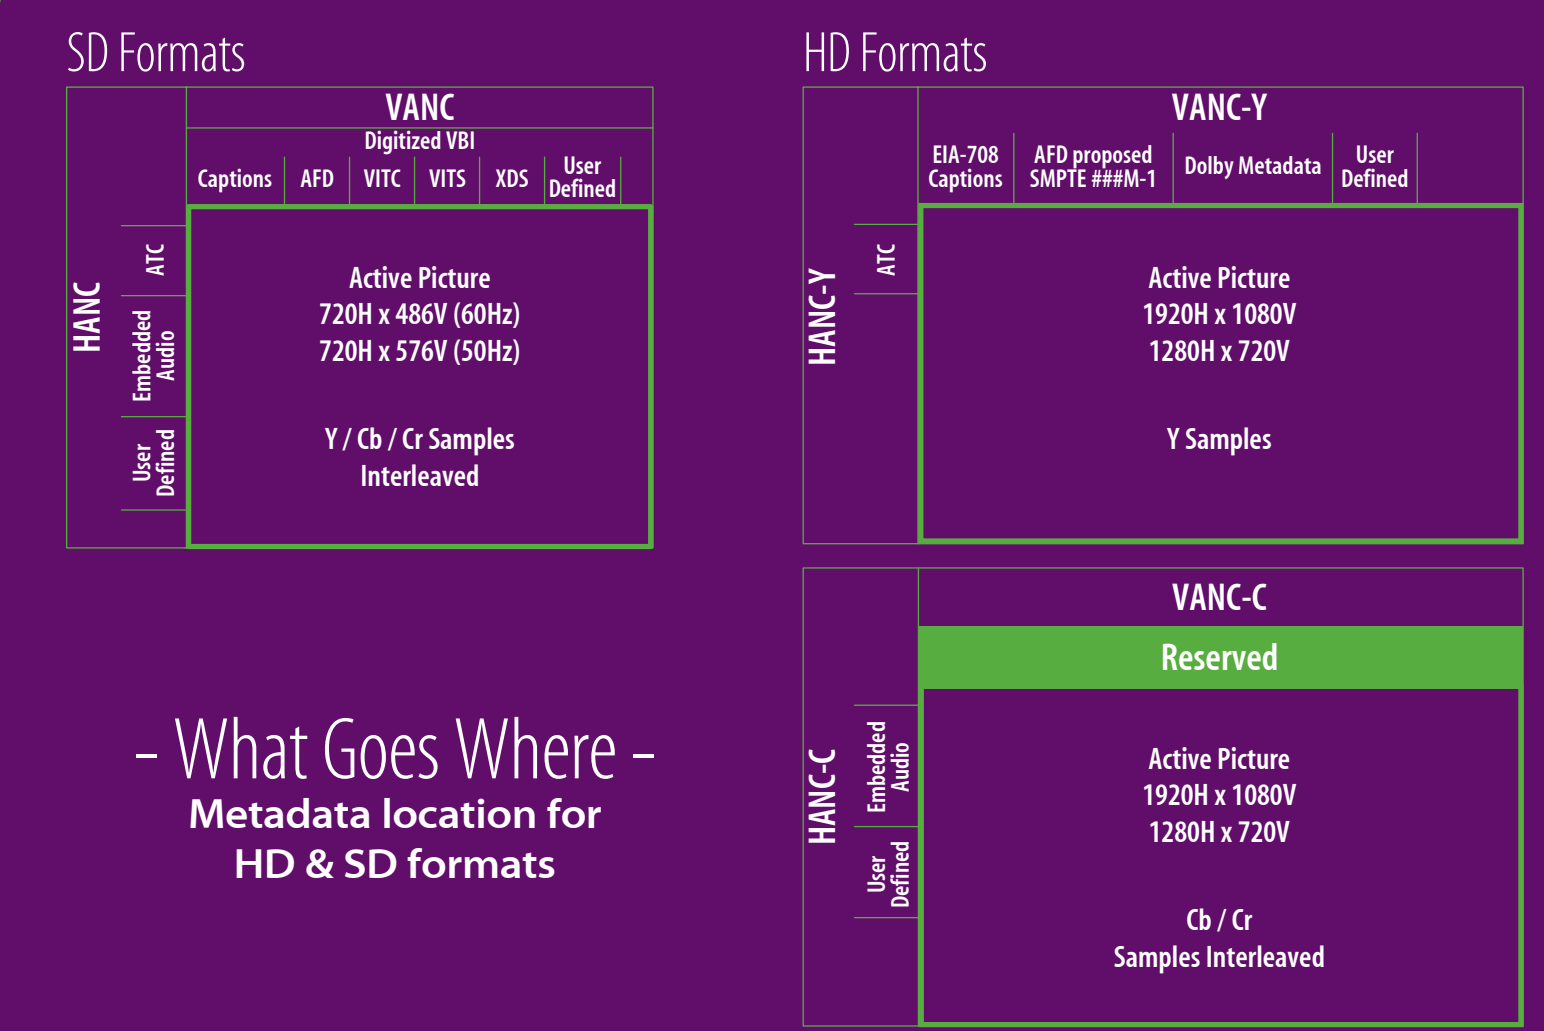 SD Formats
VANC
Digitized VBI
Captions
AFD
VITC
VITS
XDS
User
Defined
HANC
ATC
Embedded
Audio
User
Defined
Active Picture
720H x 486V (60Hz)
720H x 576V (50Hz)
Y / Cb / Cr Samples
Interleaved
HD Formats
VANC-Y
EIA-708
Captions
AFD proposed
SMPTE ###M-1
Dolby Metadata
User
Defined
HANC-Y
ATC
Active Picture
1920H x 1080V
1280H x 720V
Y Samples
VANC-C
Reserved
HANC-C
Embedded
Audio
User
Defined
Active Picture
1920H x 1080V
1280H x 720V
Cb / Cr
Samples Interleaved
– What Goes Where –
Metadata location for
HD & SD formats